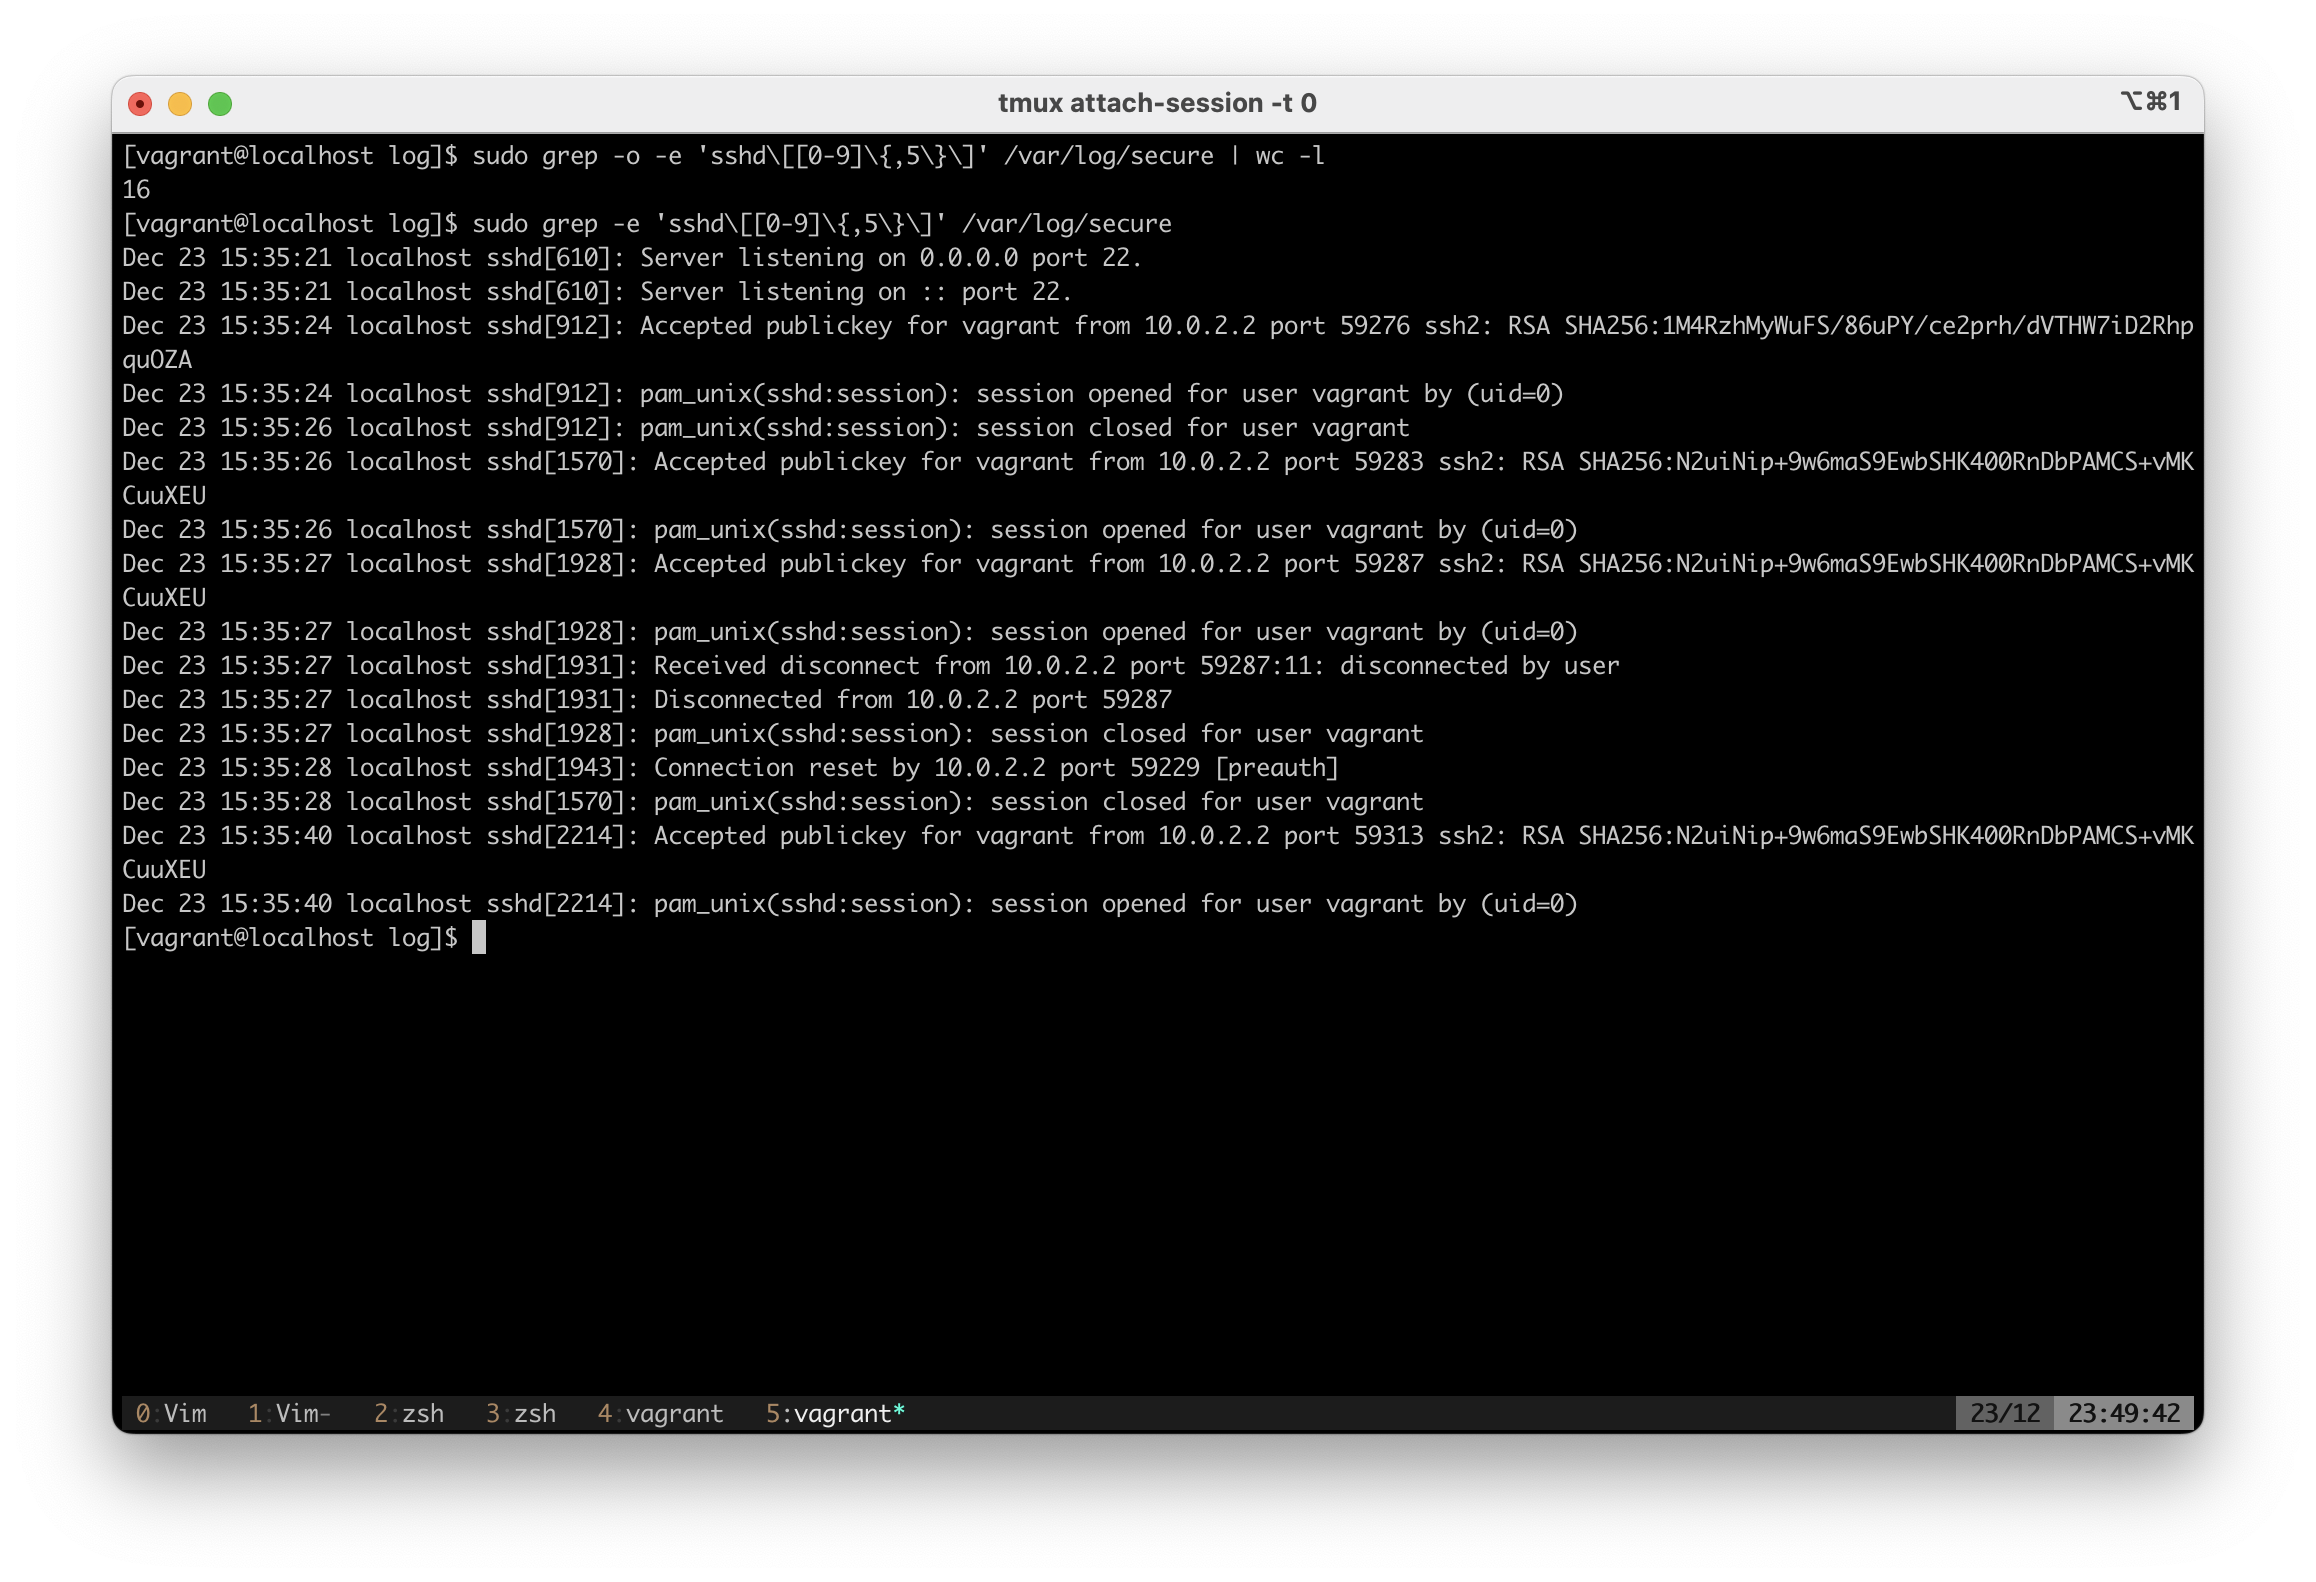 tmux attach-session -t 0
⌥⌘1
[vagrant@localhost log]$ sudo grep -o -e 'sshd\[[0-9]\{,5\}\]' /var/log/secure | wc -l
16
[vagrant@localhost log]$ sudo grep -e 'sshd\[[0-9]\{,5\}\]' /var/log/secure
Dec 23 15:35:21 localhost sshd[610]: Server listening on 0.0.0.0 port 22.
Dec 23 15:35:21 localhost sshd[610]: Server listening on :: port 22.
Dec 23 15:35:24 localhost sshd[912]: Accepted publickey for vagrant from 10.0.2.2 port 59276 ssh2: RSA SHA256:1M4RzhMyWuFS/86uPY/ce2prh/dVTHW7iD2Rhp
quOZA
Dec 23 15:35:24 localhost sshd[912]: pam_unix(sshd:session): session opened for user vagrant by (uid=0)
Dec 23 15:35:26 localhost sshd[912]: pam_unix(sshd:session): session closed for user vagrant
Dec 23 15:35:26 localhost sshd[1570]: Accepted publickey for vagrant from 10.0.2.2 port 59283 ssh2: RSA SHA256:N2uiNip+9w6maS9EwbSHK400RnDbPAMCS+vMK
CuuXEU
Dec 23 15:35:26 localhost sshd[1570]: pam_unix(sshd:session): session opened for user vagrant by (uid=0)
Dec 23 15:35:27 localhost sshd[1928]: Accepted publickey for vagrant from 10.0.2.2 port 59287 ssh2: RSA SHA256:N2uiNip+9w6maS9EwbSHK400RnDbPAMCS+vMK
CuuXEU
Dec 23 15:35:27 localhost sshd[1928]: pam_unix(sshd:session): session opened for user vagrant by (uid=0)
Dec 23 15:35:27 localhost sshd[1931]: Received disconnect from 10.0.2.2 port 59287:11: disconnected by user
Dec 23 15:35:27 localhost sshd[1931]: Disconnected from 10.0.2.2 port 59287
Dec 23 15:35:27 localhost sshd[1928]: pam_unix(sshd:session): session closed for user vagrant
Dec 23 15:35:28 localhost sshd[1943]: Connection reset by 10.0.2.2 port 59229 [preauth]
Dec 23 15:35:28 localhost sshd[1570]: pam_unix(sshd:session): session closed for user vagrant
Dec 23 15:35:40 localhost sshd[2214]: Accepted publickey for vagrant from 10.0.2.2 port 59313 ssh2: RSA SHA256:N2uiNip+9w6maS9EwbSHK400RnDbPAMCS+vMK
CuuXEU
Dec 23 15:35:40 localhost sshd[2214]: pam_unix(sshd:session): session opened for user vagrant by (uid=0)
[vagrant@localhost log]$
0:Vim 1:Vim- 2:zsh 3:zsh 4:vagrant 5:vagrant* 23/12 23:49:42